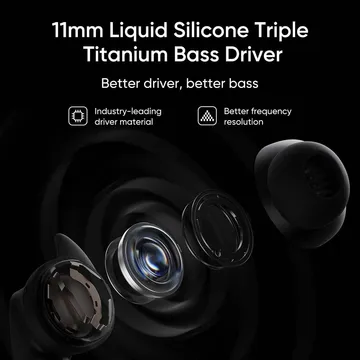 11mm Liquid Silicone Triple
Titanium Bass Driver
Better driver, better bass
Industry-leading
driver material
Better frequency
resolution